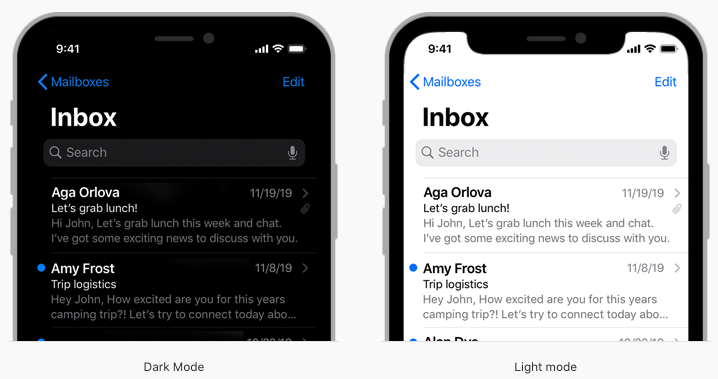 9:41
Mailboxes Edit
Inbox
Search
Aga Orlova 11/19/19
Let's grab lunch!
Hi John, Let's grab lunch this week and chat.
I've got some exciting news to discuss with you.
Amy Frost 11/8/19
Trip logistics
Hey John, How excited are you for this years
camping trip?! Let's try to connect today abo...
Dark Mode
9:41
Mailboxes Edit
Inbox
Search
Aga Orlova 11/19/19
Let's grab lunch!
Hi John, Let's grab lunch this week and chat.
I've got some exciting news to discuss with you.
Amy Frost 11/8/19
Trip logistics
Hey John, How excited are you for this years
camping trip?! Let's try to connect today abo...
Light mode